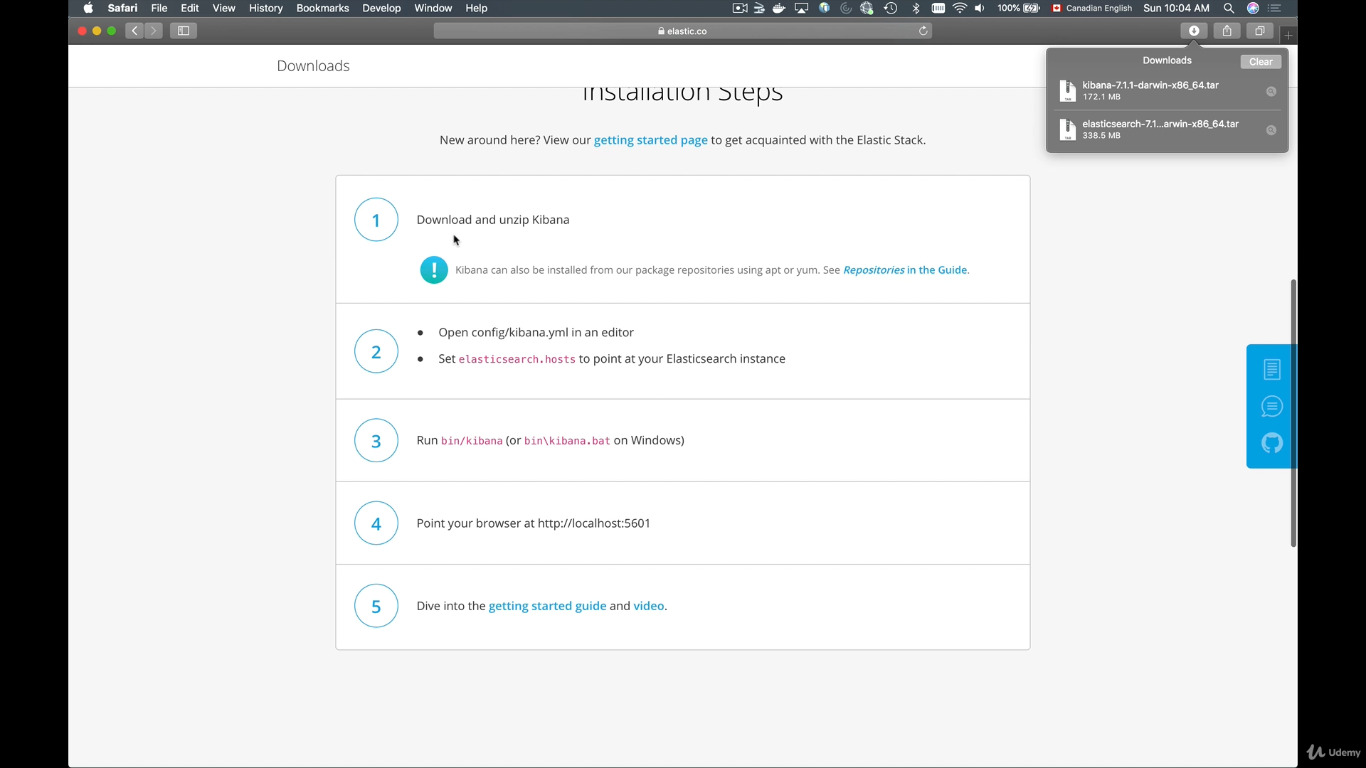 Safari File Edit View History Bookmarks Develop Window Help 100% Canadian English Sun 10:04 AM
elastic.co
Downloads
Downloads Clear
kibana-7.1.1-darwin-x86_64.tar
172.1 MB
elasticsearch-7.1...arwin-x86_64.tar
338.5 MB
Installation Steps
New around here? View our getting started page to get acquainted with the Elastic Stack.
1 Download and unzip Kibana
! Kibana can also be installed from our package repositories using apt or yum. See Repositories in the Guide.
2
• Open config/kibana.yml in an editor
• Set elasticsearch.hosts to point at your Elasticsearch instance
3 Run bin/kibana (or bin\kibana.bat on Windows)
4 Point your browser at http://localhost:5601
5 Dive into the getting started guide and video.
Udemy